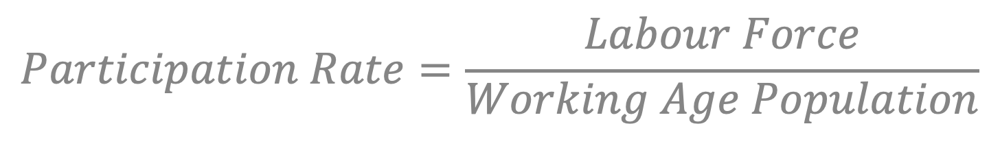 Participation Rate = Labour Force
Working Age Population